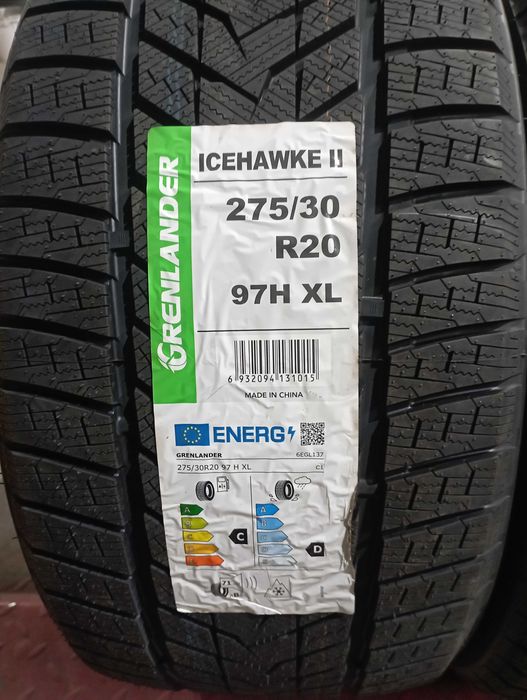 GRENLANDER
ICEHAWKE II
275/30
R20
97H XL
6 932094 131015
MADE IN CHINA
ENERG
GRENLANDER 6EGL137
275/30R20 97 H XL C1
A
B
C
D
E
C
A
B
C
D
E
D
71